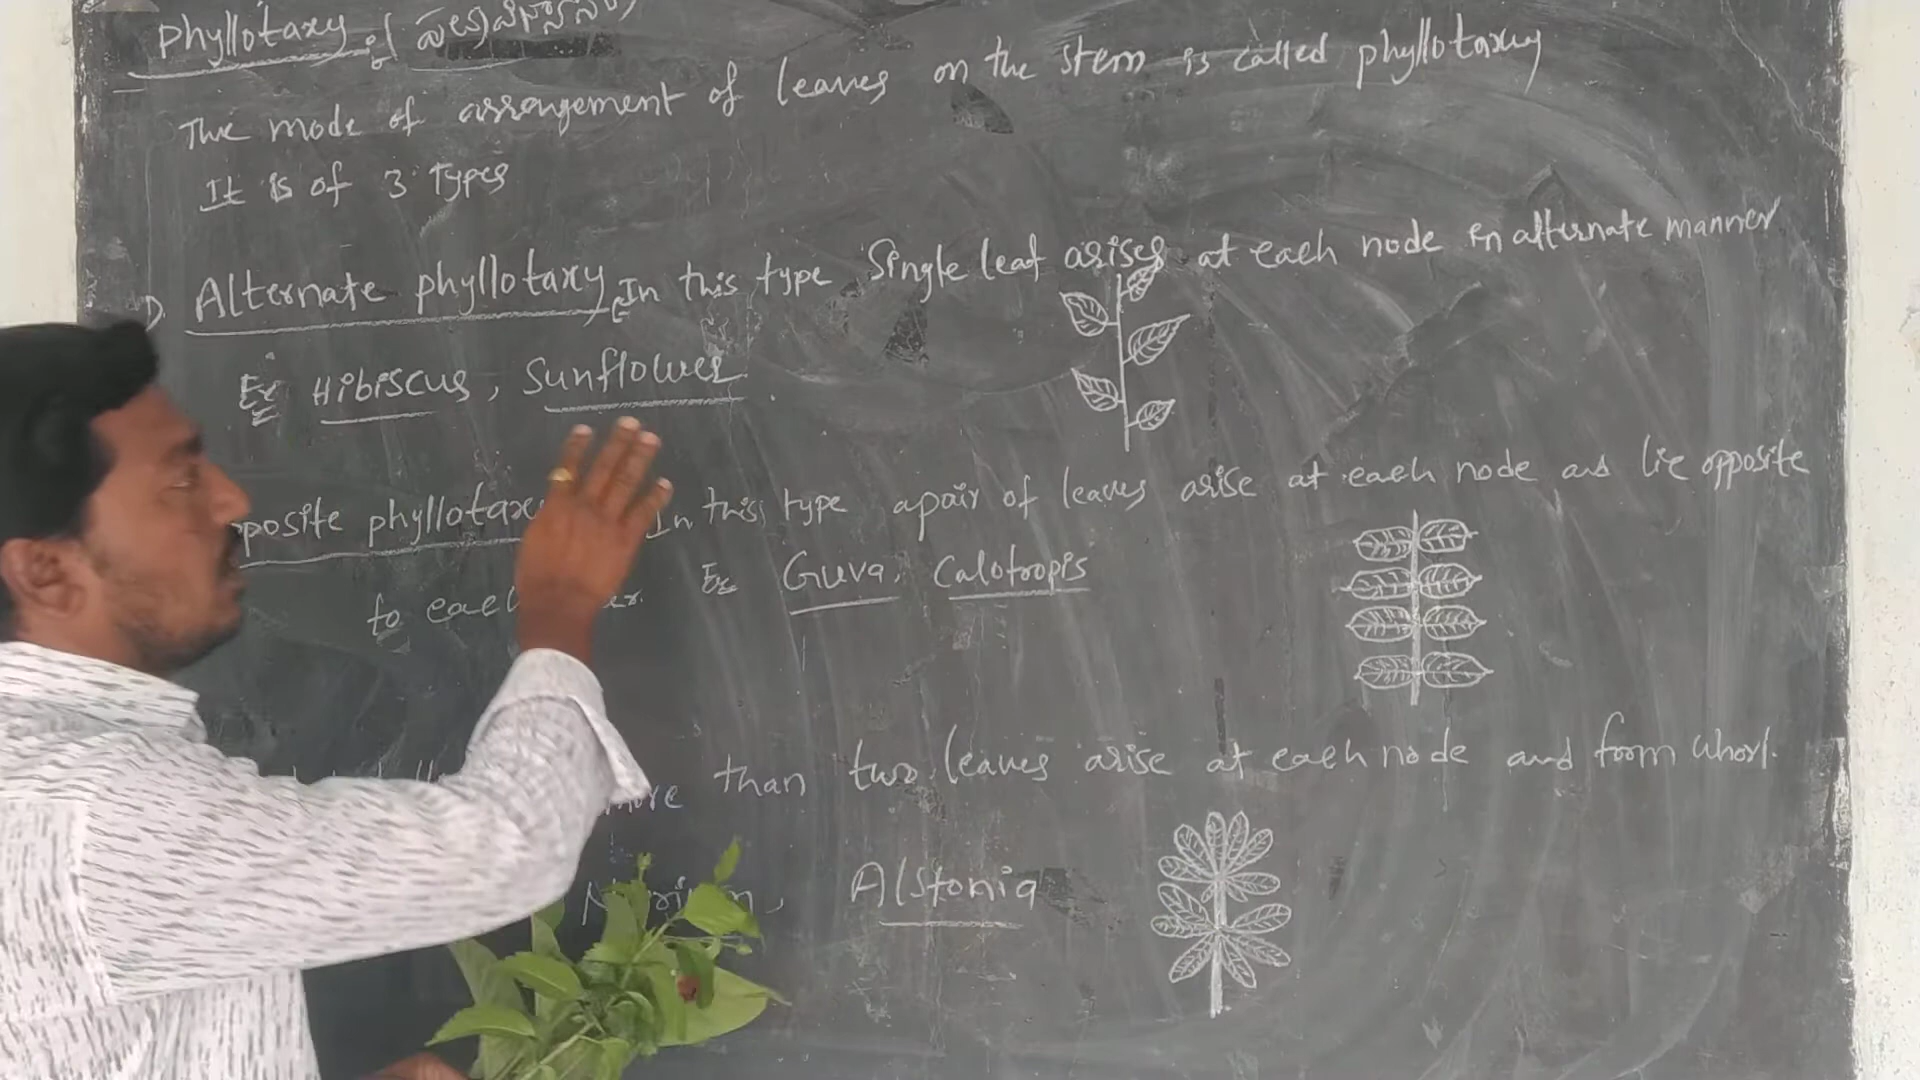 Phyllotaxy :- (
The mode of arrangement of leaves on the stem is called phyllotaxy
It is of 3 Types
Alternate phyllotaxy In this type Single leaf arises at each node in alternate manner
Ex Hibiscus, Sunflower.
posite phyllotaxy In this type a pair of leaves arise at each node and lie opposite
to each Ex Guva, Calotropis
more than two leaves arise at each node and form whorl.
Alstonia